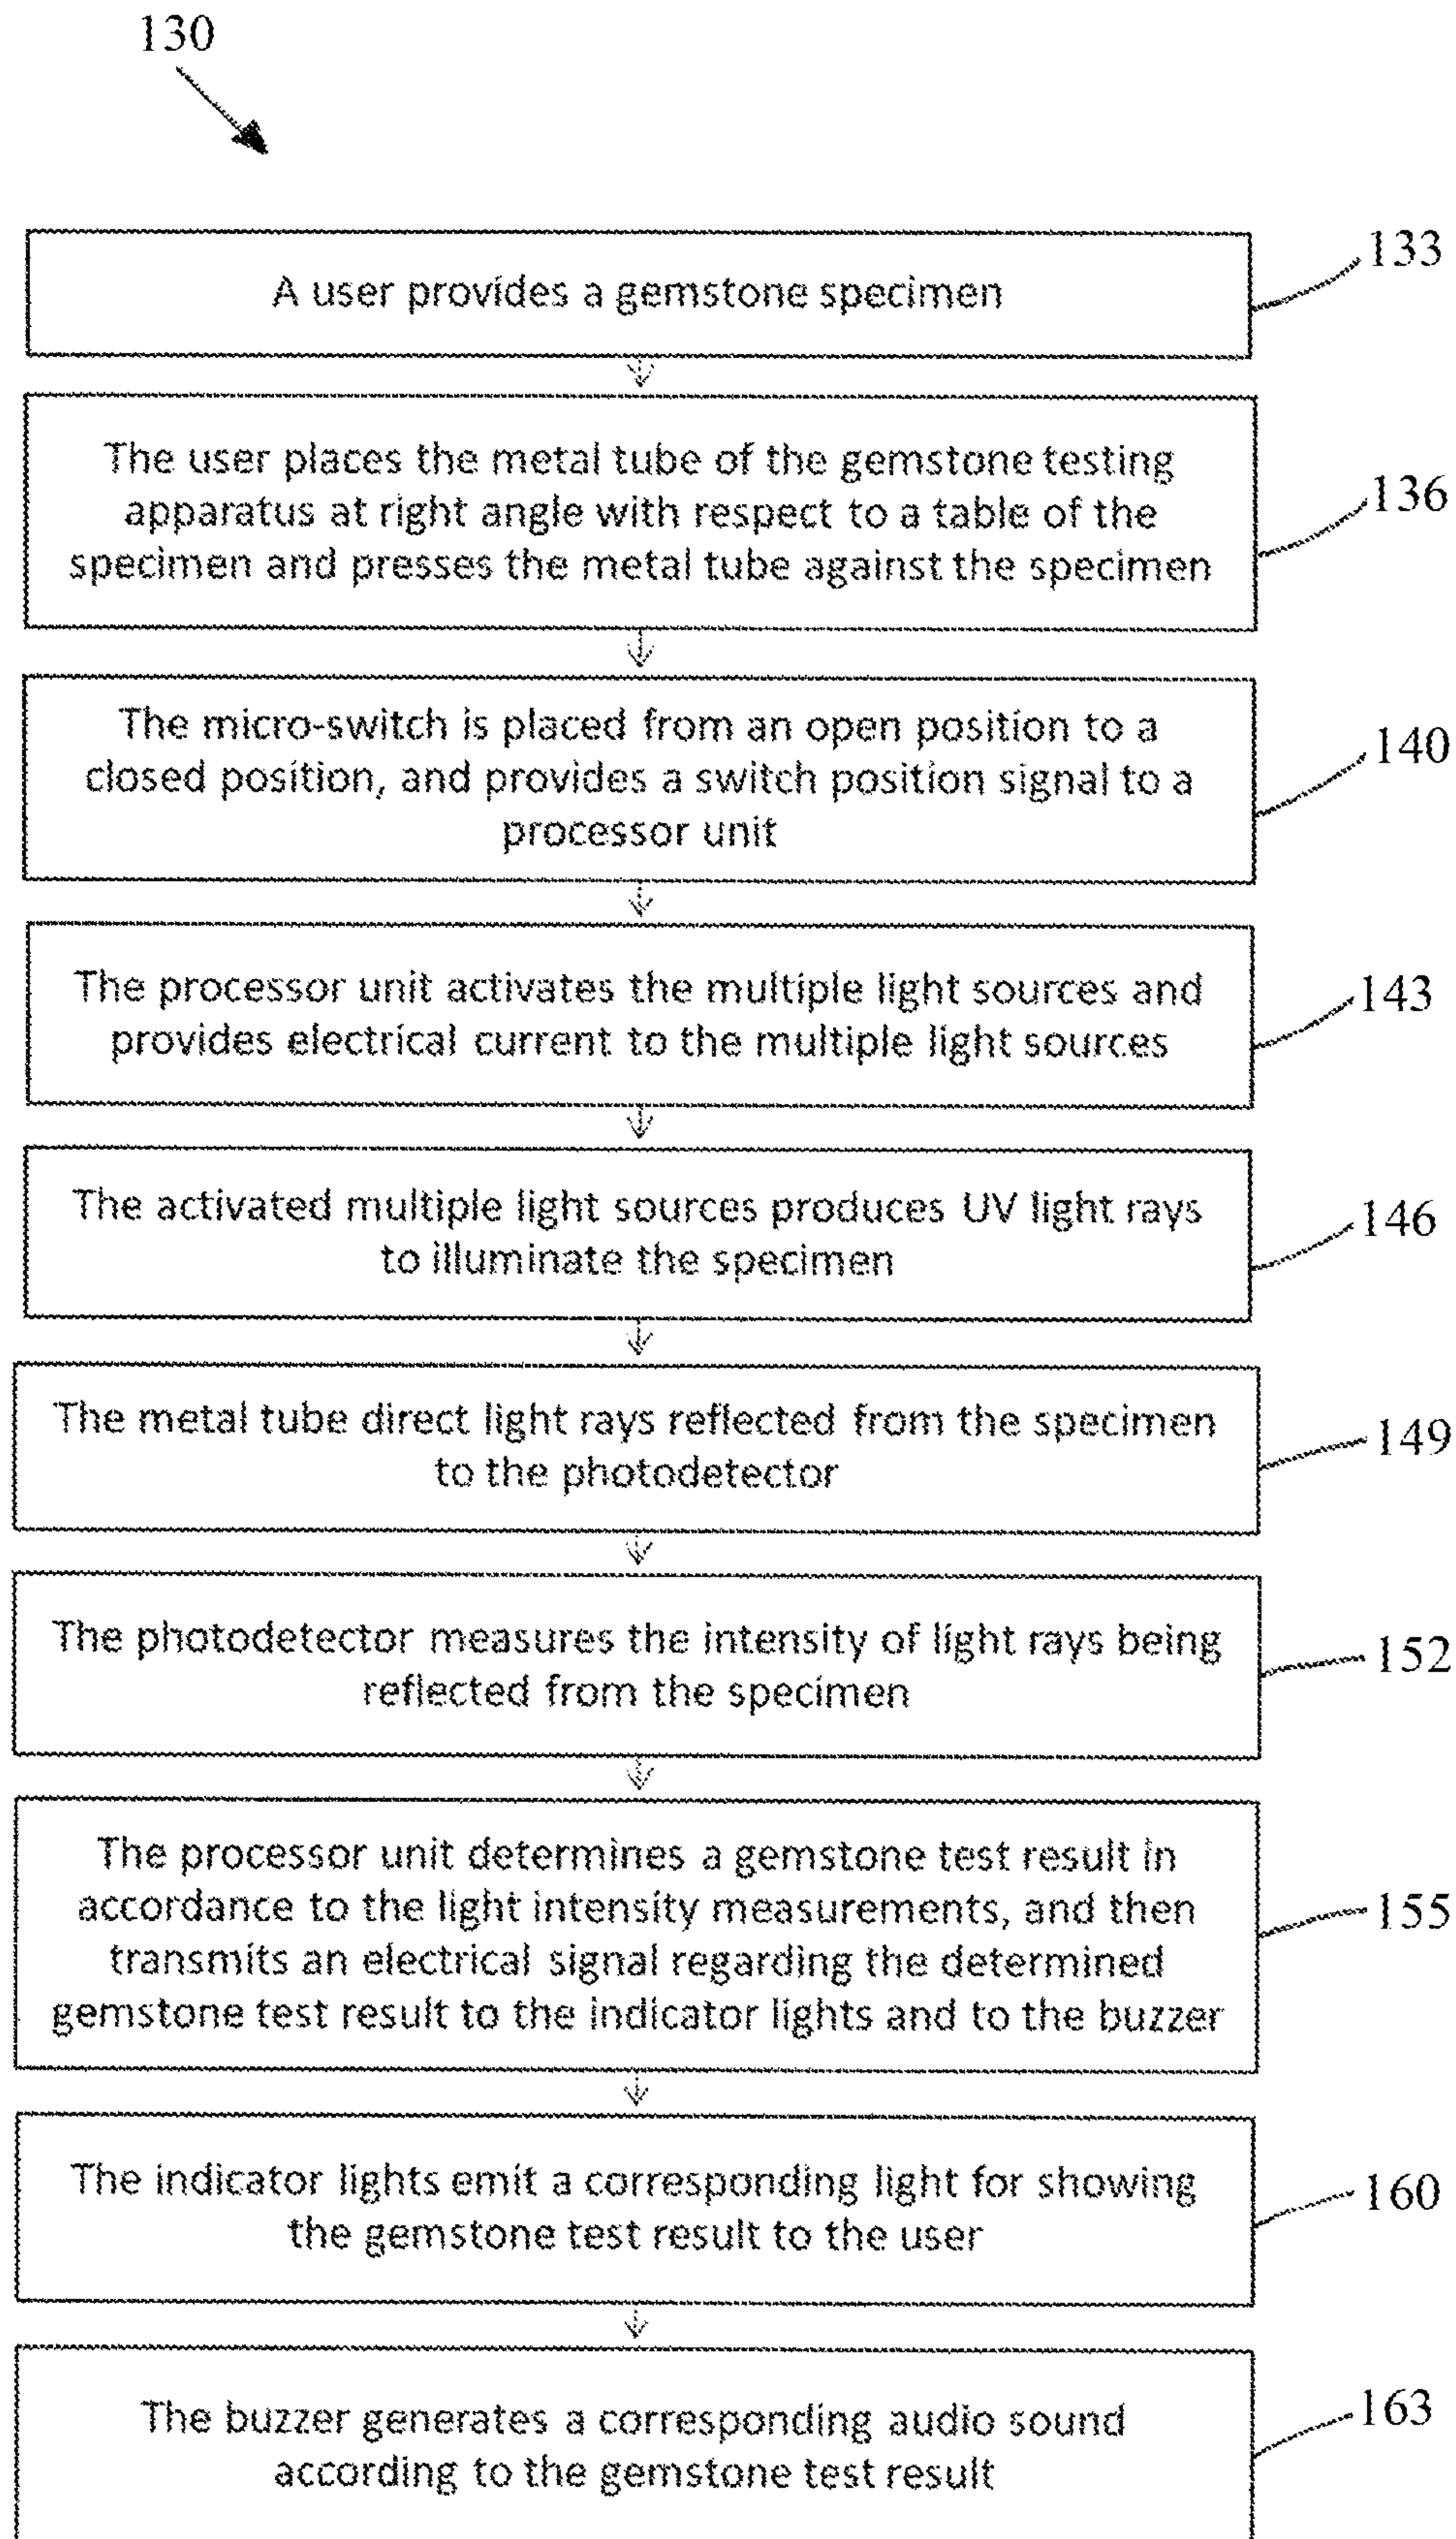 130
A user provides a gemstone specimen
133
The user places the metal tube of the gemstone testing
apparatus at right angle with respect to a table of the
specimen and presses the metal tube against the specimen
136
The micro-switch is placed from an open position to a
closed position, and provides a switch position signal to a
processor unit
140
The processor unit activates the multiple light sources and
provides electrical current to the multiple light sources
143
The activated multiple light sources produces UV light rays
to illuminate the specimen
146
The metal tube direct light rays reflected from the specimen
to the photodetector
149
The photodetector measures the intensity of light rays being
reflected from the specimen
152
The processor unit determines a gemstone test result in
accordance to the light intensity measurements, and then
transmits an electrical signal regarding the determined
gemstone test result to the indicator lights and to the buzzer
155
The indicator lights emit a corresponding light for showing
the gemstone test result to the user
160
The buzzer generates a corresponding audio sound
according to the gemstone test result
163